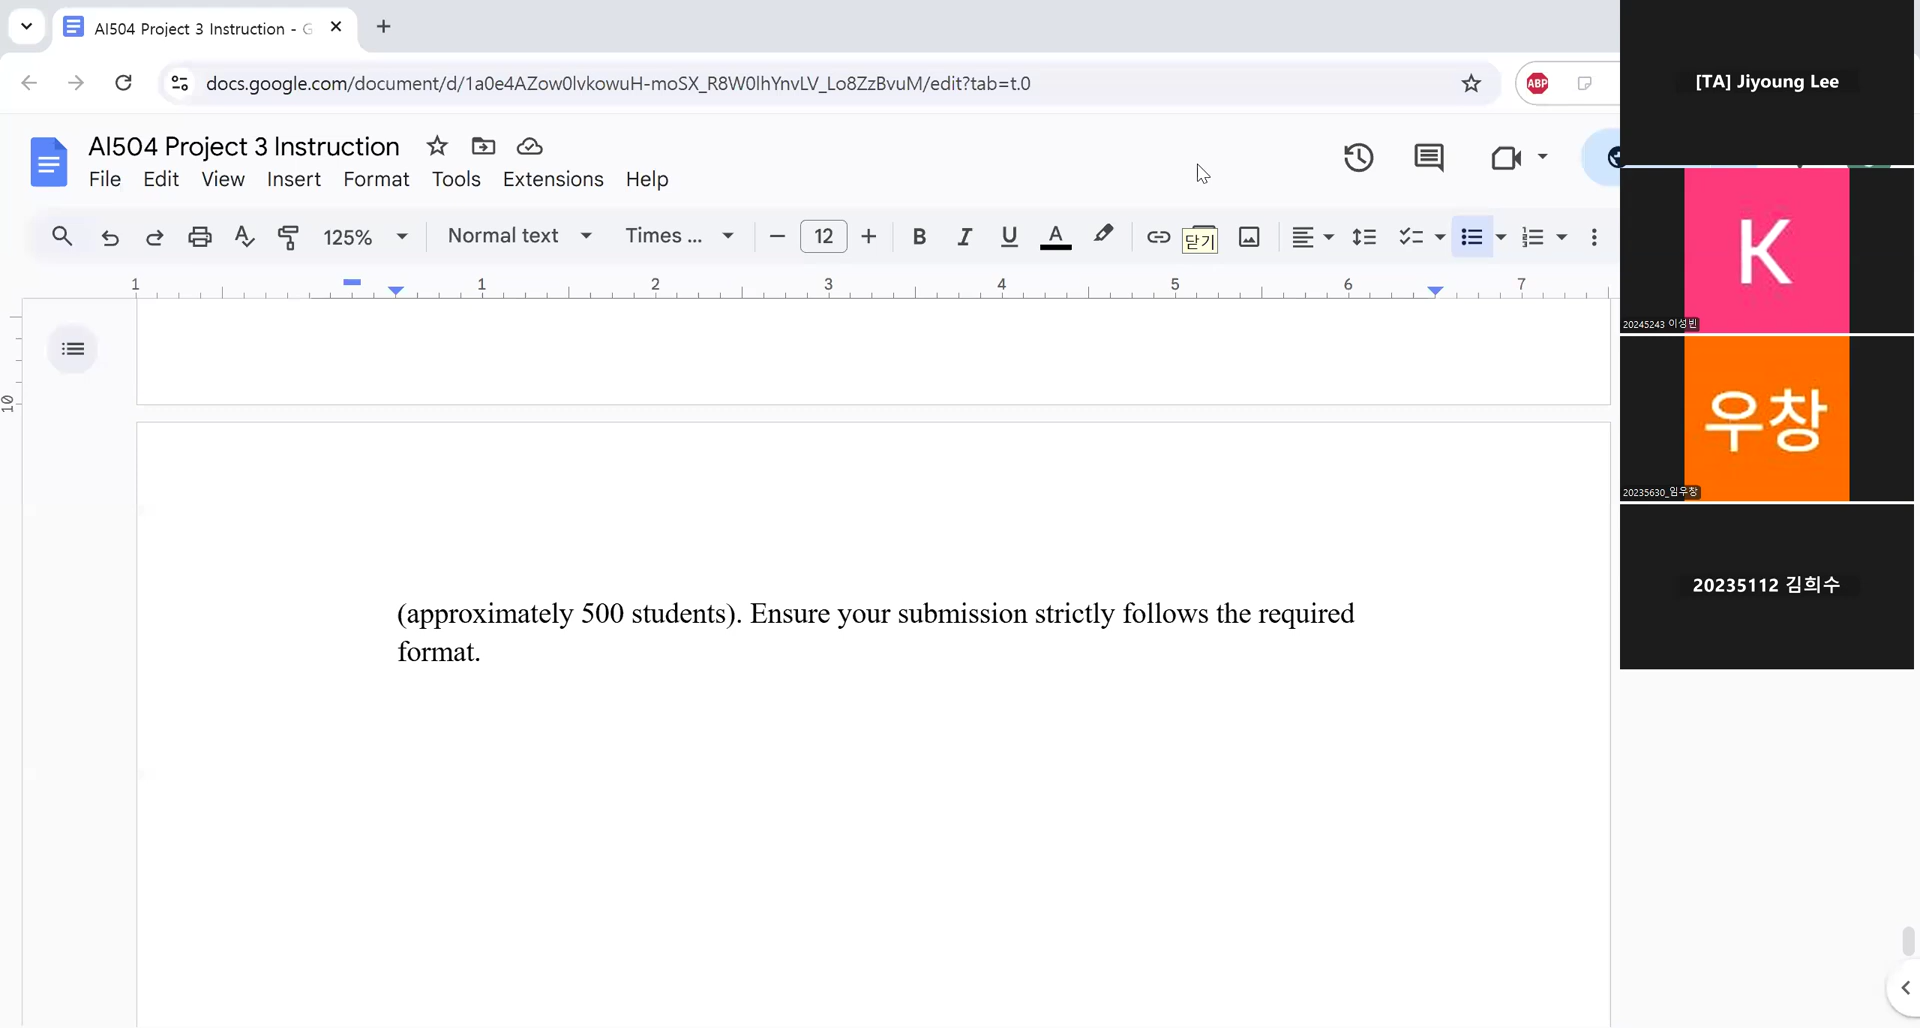 AI504 Project 3 Instruction - G
docs.google.com/document/d/1a0e4AZow0lvkowuH-moSX_R8W0lhYnvLV_Lo8ZzBvuM/edit?tab=t.0
ABP
AI504 Project 3 Instruction
File Edit View Insert Format Tools Extensions Help
125% Normal text Times ... 12 B I U A 닫기
1 1 2 3 4 5 6 7
10
(approximately 500 students). Ensure your submission strictly follows the required
format.
[TA] Jiyoung Lee
K
20245243 이성빈
우창
20235630_임우창
20235112 김희수